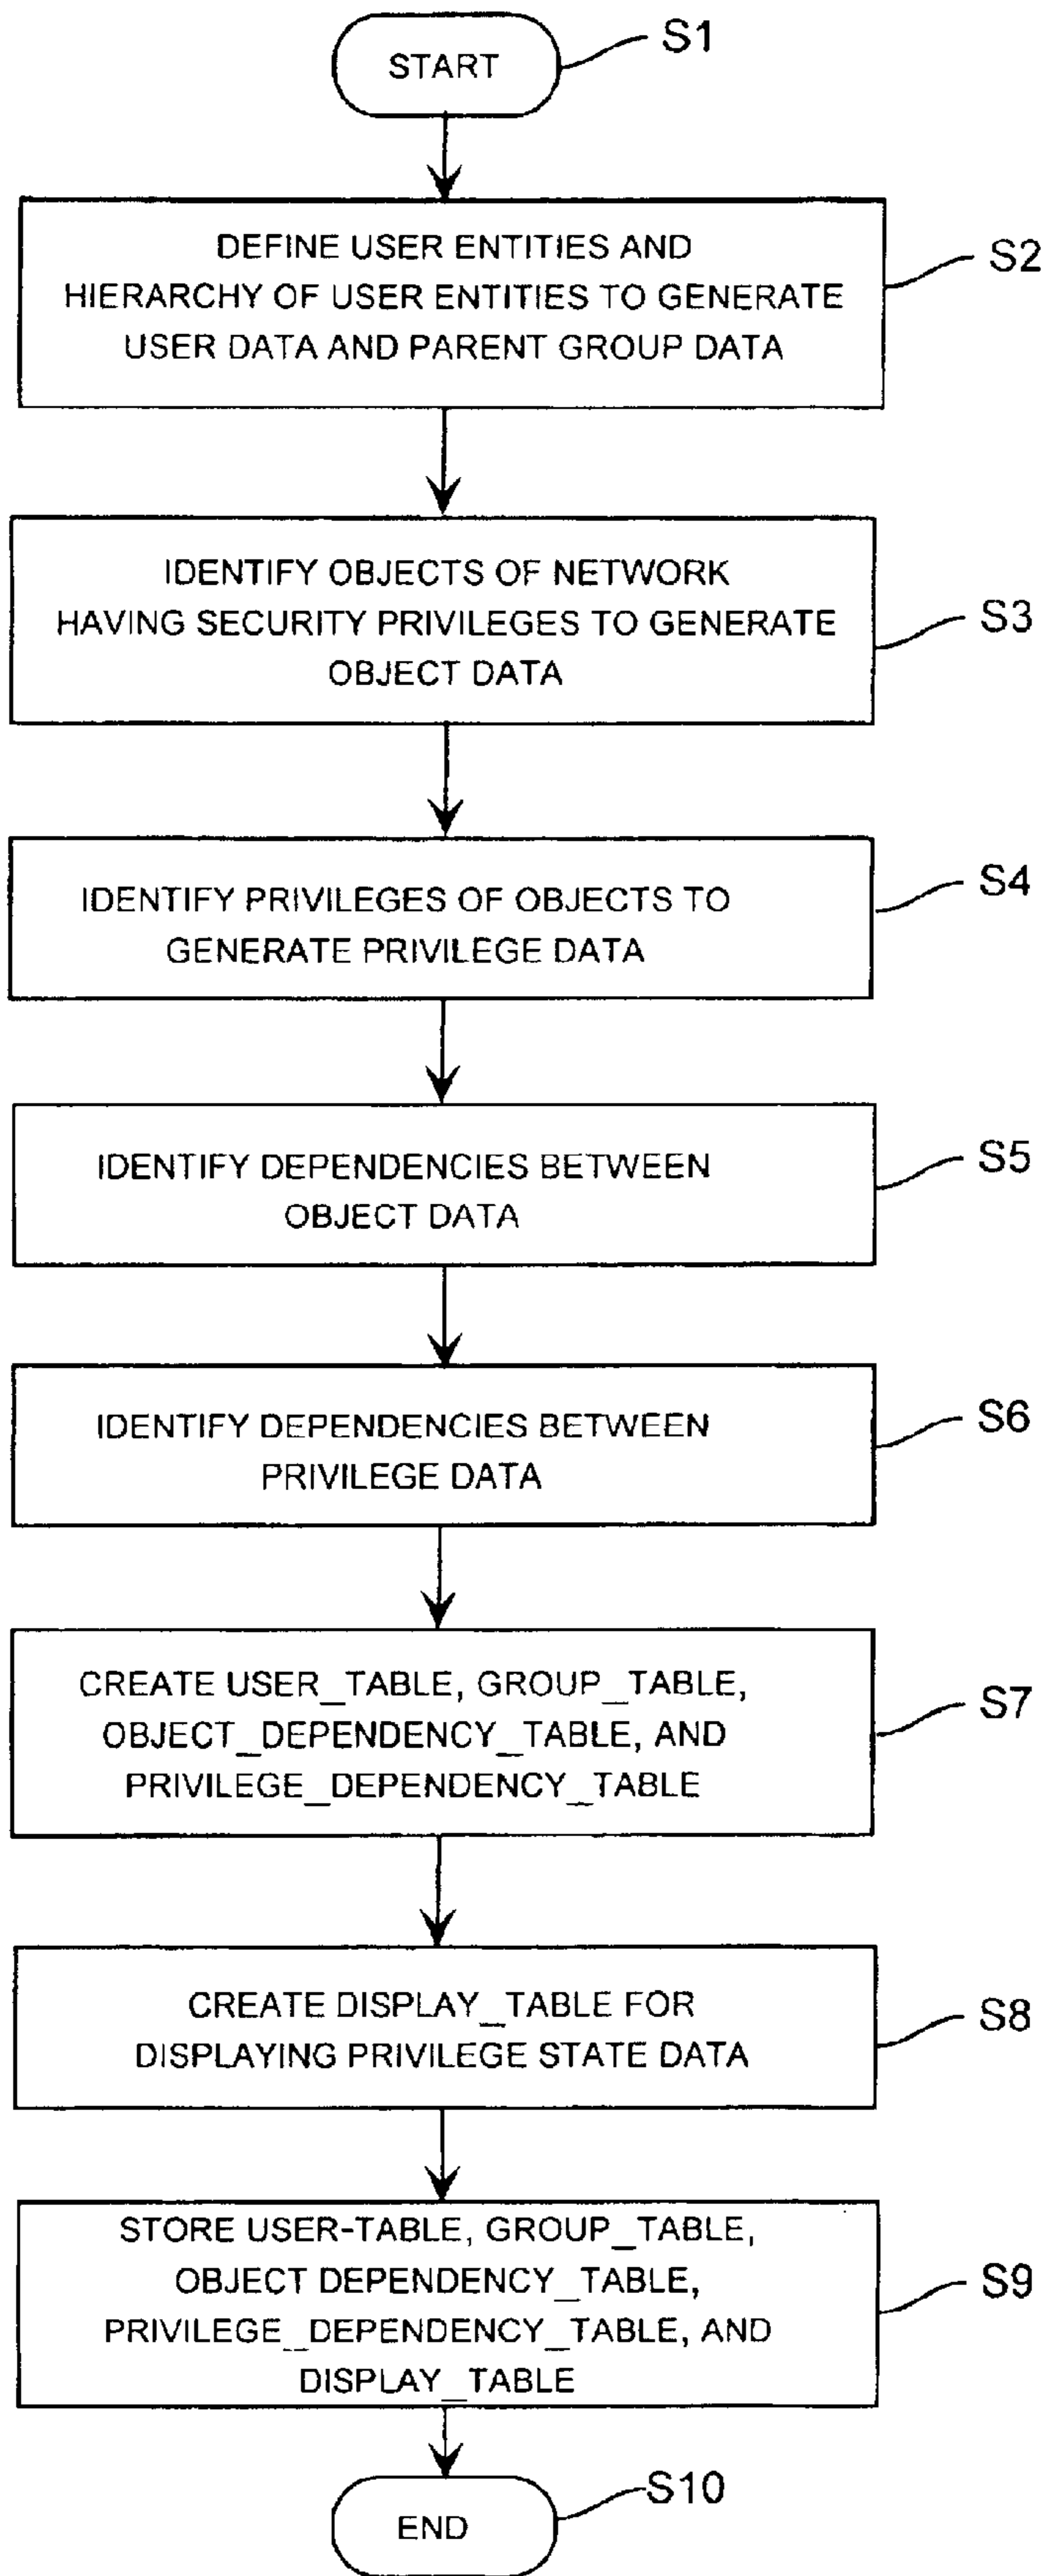 START
S1
DEFINE USER ENTITIES AND
HIERARCHY OF USER ENTITIES TO GENERATE
USER DATA AND PARENT GROUP DATA
S2
IDENTIFY OBJECTS OF NETWORK
HAVING SECURITY PRIVILEGES TO GENERATE
OBJECT DATA
S3
IDENTIFY PRIVILEGES OF OBJECTS TO
GENERATE PRIVILEGE DATA
S4
IDENTIFY DEPENDENCIES BETWEEN
OBJECT DATA
S5
IDENTIFY DEPENDENCIES BETWEEN
PRIVILEGE DATA
S6
CREATE USER_TABLE, GROUP_TABLE,
OBJECT_DEPENDENCY_TABLE, AND
PRIVILEGE_DEPENDENCY_TABLE
S7
CREATE DISPLAY_TABLE FOR
DISPLAYING PRIVILEGE STATE DATA
S8
STORE USER-TABLE, GROUP_TABLE,
OBJECT DEPENDENCY_TABLE,
PRIVILEGE_DEPENDENCY_TABLE, AND
DISPLAY_TABLE
S9
END
S10